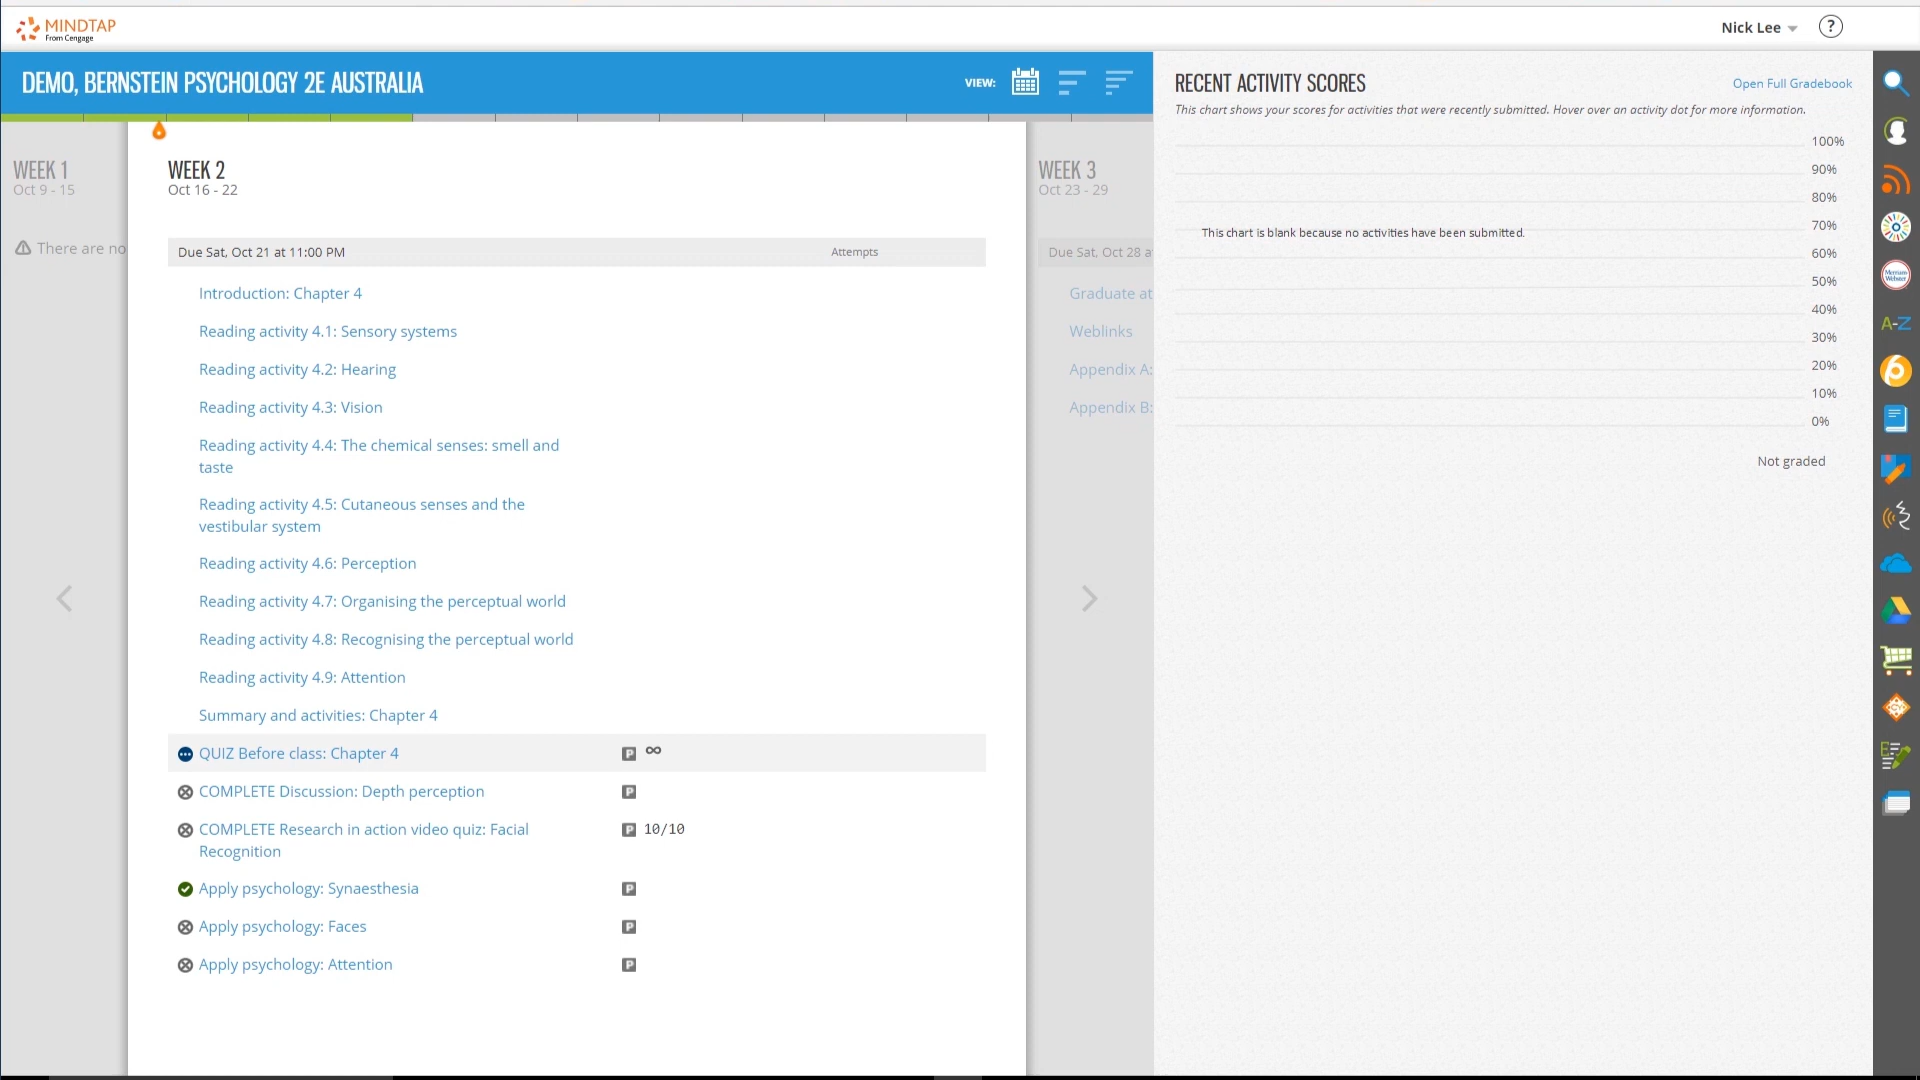 MINDTAP
From Cengage
Nick Lee
?
DEMO, BERNSTEIN PSYCHOLOGY 2E AUSTRALIA
VIEW:
WEEK 1
Oct 9 - 15
There are no
WEEK 2
Oct 16 - 22
Due Sat, Oct 21 at 11:00 PM
Attempts
Introduction: Chapter 4
Reading activity 4.1: Sensory systems
Reading activity 4.2: Hearing
Reading activity 4.3: Vision
Reading activity 4.4: The chemical senses: smell and
taste
Reading activity 4.5: Cutaneous senses and the
vestibular system
Reading activity 4.6: Perception
Reading activity 4.7: Organising the perceptual world
Reading activity 4.8: Recognising the perceptual world
Reading activity 4.9: Attention
Summary and activities: Chapter 4
QUIZ Before class: Chapter 4 P ∞
COMPLETE Discussion: Depth perception P
COMPLETE Research in action video quiz: Facial P 10/10
Recognition
Apply psychology: Synaesthesia P
Apply psychology: Faces P
Apply psychology: Attention P
WEEK 3
Oct 23 - 29
Due Sat, Oct 28 a
Graduate at
Weblinks
Appendix A:
Appendix B:
RECENT ACTIVITY SCORES
Open Full Gradebook
This chart shows your scores for activities that were recently submitted. Hover over an activity dot for more information.
100%
90%
80%
70%
This chart is blank because no activities have been submitted.
60%
50%
40%
30%
20%
10%
0%
Not graded
Merriam-
Webster
A-Z